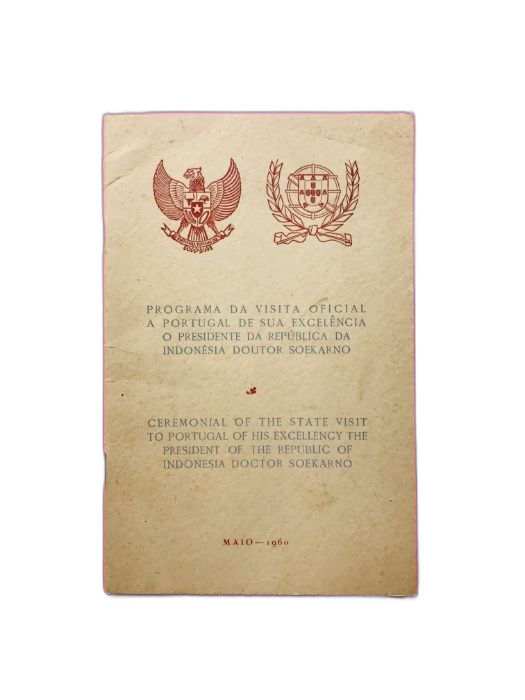 PROGRAMA DA VISITA OFICIAL
A PORTUGAL DE SUA EXCELÊNCIA
O PRESIDENTE DA REPÚBLICA DA
INDONÉSIA DOUTOR SOEKARNO
CEREMONIAL OF THE STATE VISIT
TO PORTUGAL OF HIS EXCELLENCY THE
PRESIDENT OF THE REPUBLIC OF
INDONESIA DOCTOR SOEKARNO
MAIO—1960